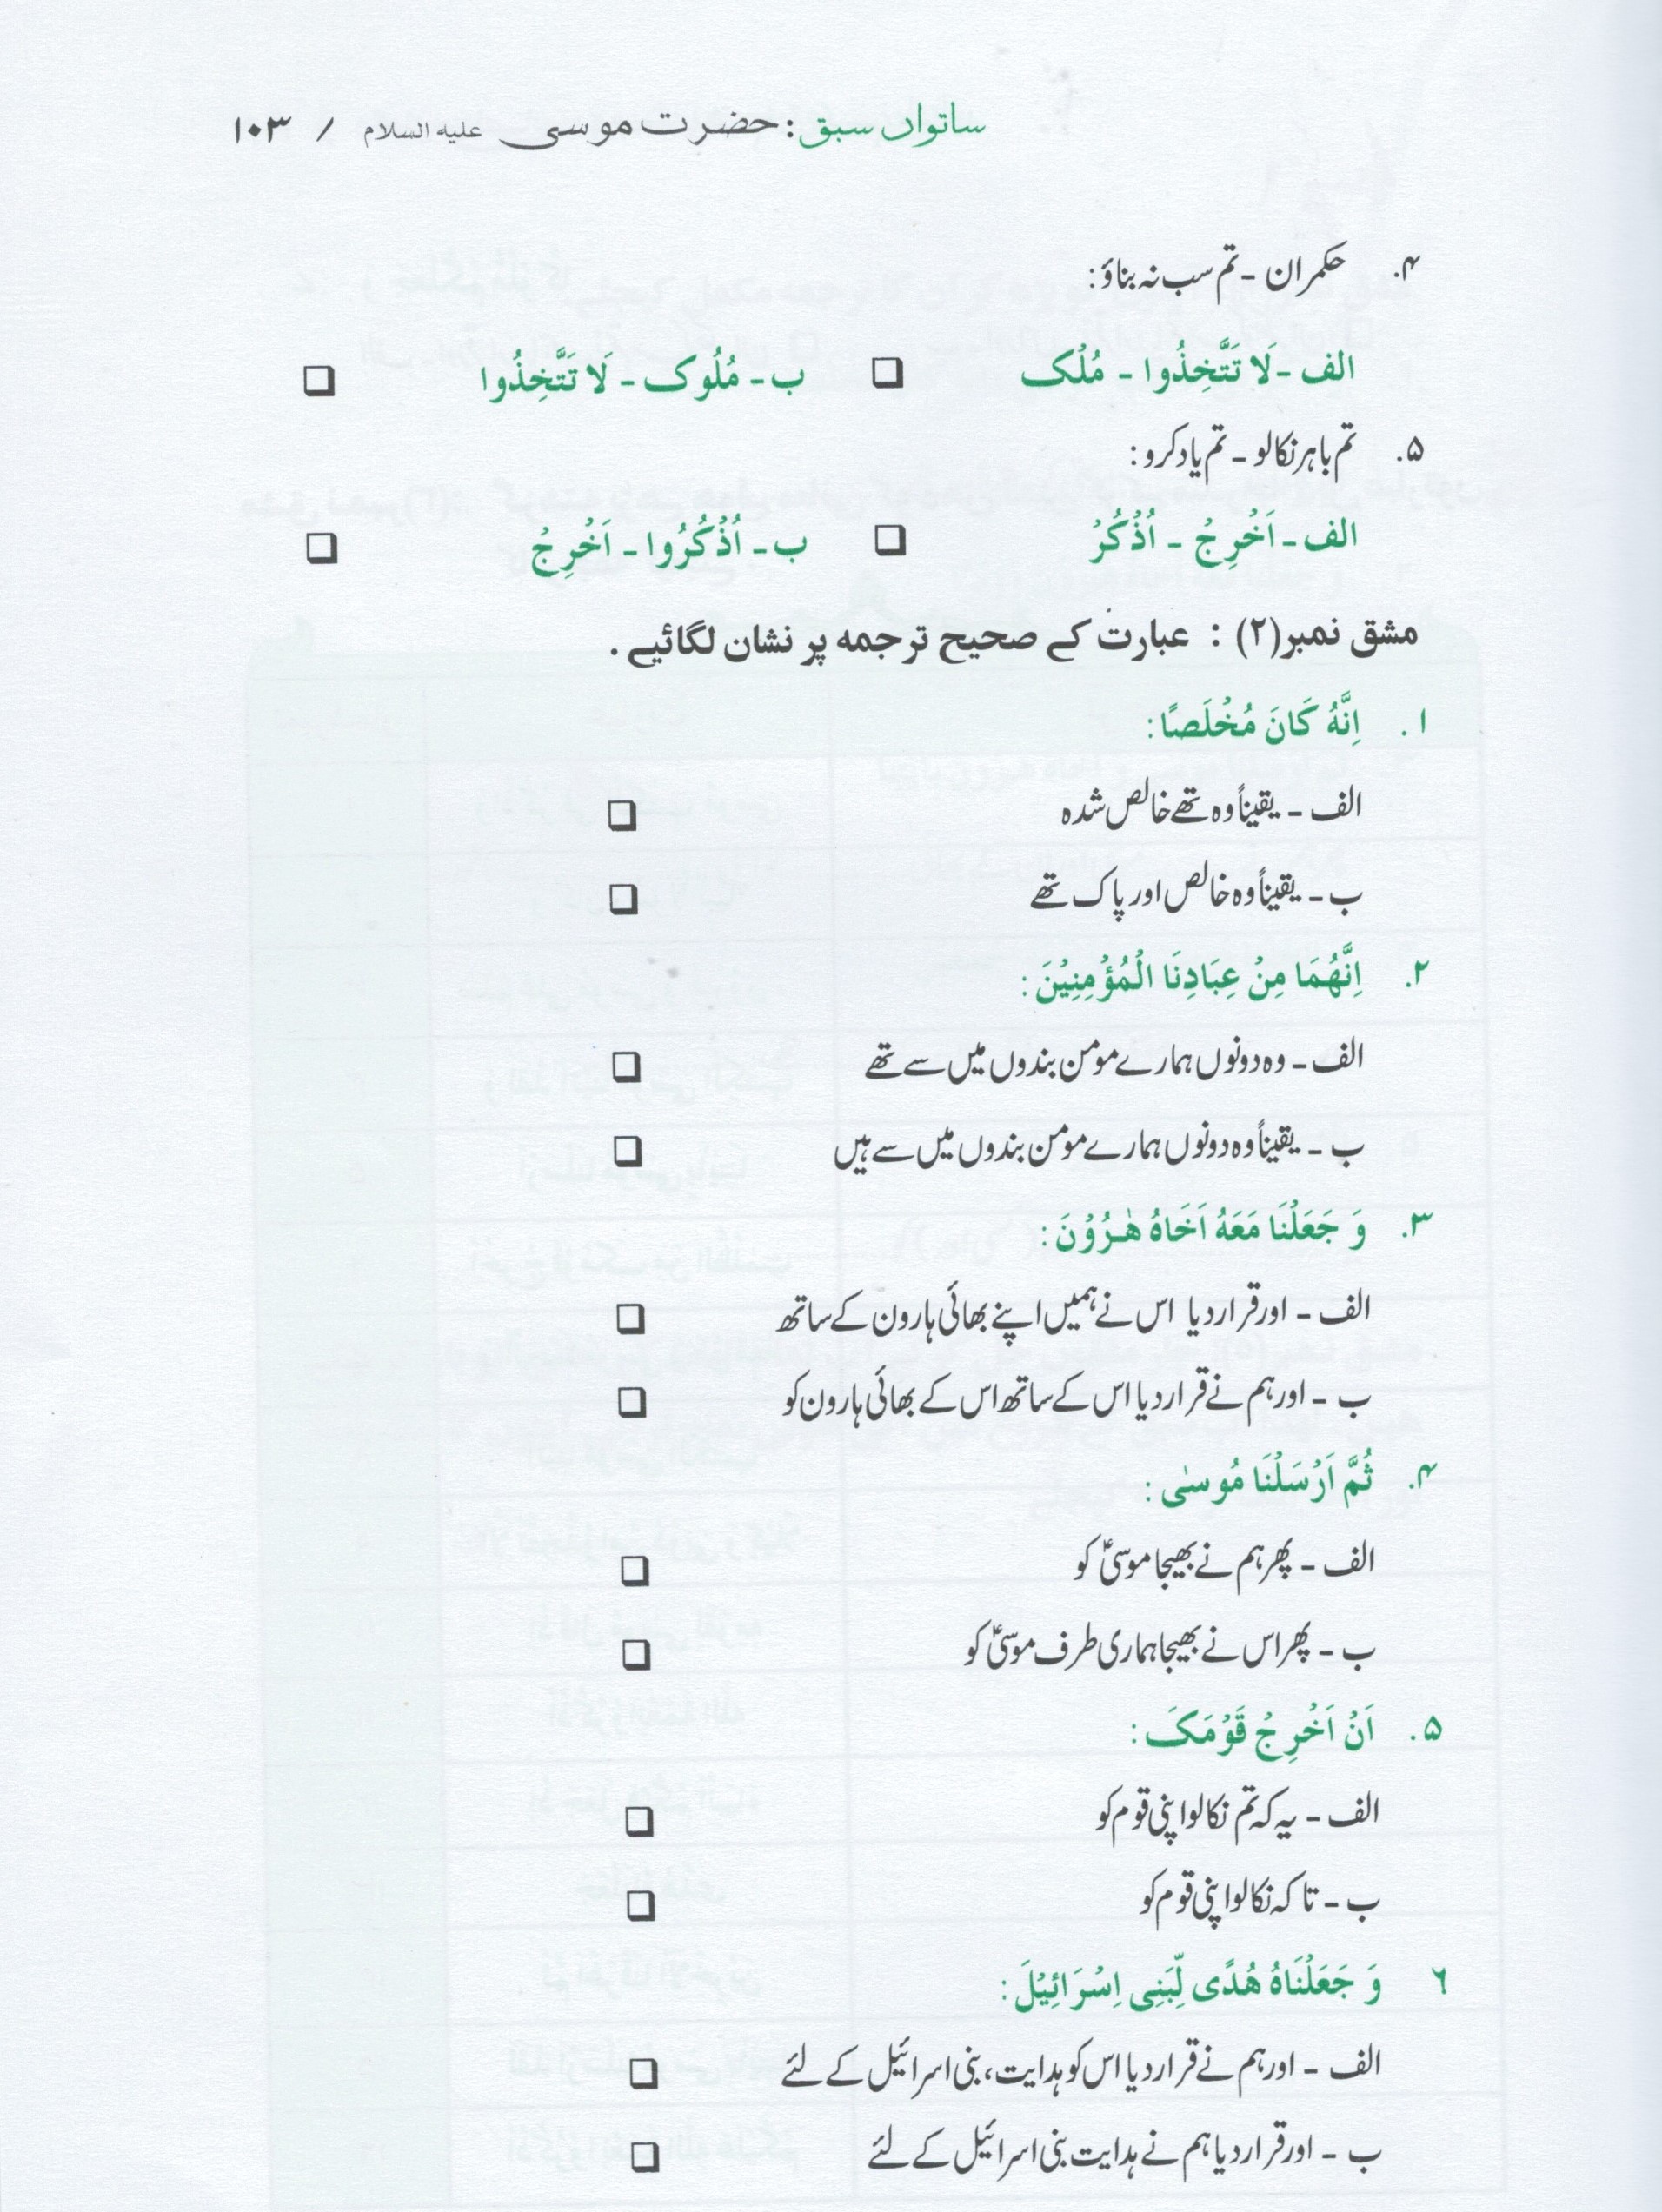 ساتواں سبق: حضرت موسی علیہ السلام / ۱۰۳
۴. حکمران - تم سب نہ بناؤ:
الف - لَا تَتَّخِذُوا - مُلْک ❏ ب - مُلُوک - لَا تَتَّخِذُوا ❏
۵. تم باہر نکالو - تم یاد کرو:
الف - اَخْرِجْ - اُذْكُرْ ❏ ب - اُذْكُرُوا - اَخْرِجْ ❏
مشق نمبر(۲) : عبارت کے صحیح ترجمہ پر نشان لگائیے.
۱. اِنَّهُ كَانَ مُخْلَصًا:
الف - یقیناً وہ تھے خالص شدہ ❏
ب - یقیناً وہ خالص اور پاک تھے ❏
۲. اِنَّهُمَا مِنْ عِبَادِنَا الْمُؤْمِنِيْنَ:
الف - وہ دونوں ہمارے مومن بندوں میں سے تھے ❏
ب - یقیناً وہ دونوں ہمارے مومن بندوں میں سے ہیں ❏
۳. وَ جَعَلْنَا مَعَهُ اَخَاهُ هٰرُوْنَ:
الف - اور قرار دیا اس نے ہمیں اپنے بھائی ہارون کے ساتھ ❏
ب - اور ہم نے قرار دیا اس کے ساتھ اس کے بھائی ہارون کو ❏
۴. ثُمَّ اَرْسَلْنَا مُوسٰی:
الف - پھر ہم نے بھیجا موسیٰؑ کو ❏
ب - پھر اس نے بھیجا ہماری طرف موسیٰؑ کو ❏
۵. اَنْ اَخْرِجْ قَوْمَکَ:
الف - یہ کہ تم نکالو اپنی قوم کو ❏
ب - تا کہ نکالو اپنی قوم کو ❏
۶ وَ جَعَلْنَاهُ هُدًی لِّبَنِی اِسْرَائِيْلَ:
الف - اور ہم نے قرار دیا اس کو ہدایت، بنی اسرائیل کے لئے ❏
ب - اور قرار دیا ہم نے ہدایت بنی اسرائیل کے لئے ❏